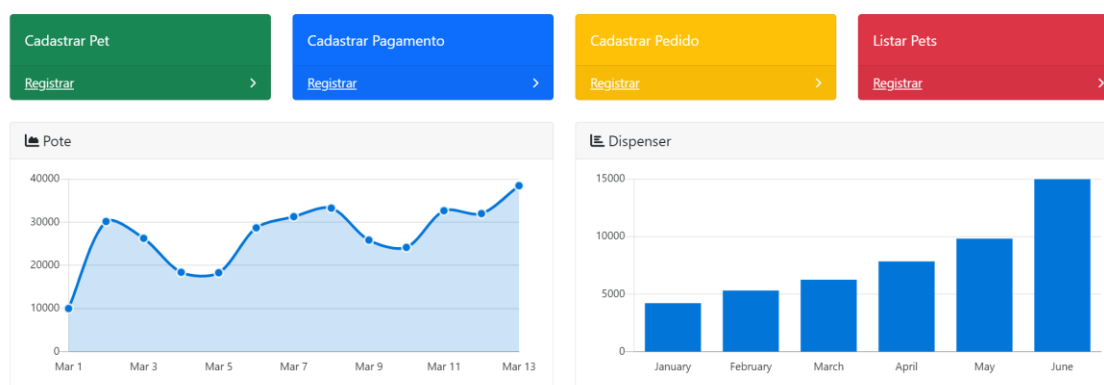 Cadastrar Pet
Registrar
Cadastrar Pagamento
Registrar
Cadastrar Pedido
Registrar
Listar Pets
Registrar
Pote
40000
30000
20000
10000
0
Mar 1 Mar 3 Mar 5 Mar 7 Mar 9 Mar 11 Mar 13
Dispenser
15000
10000
5000
0
January February March April May June